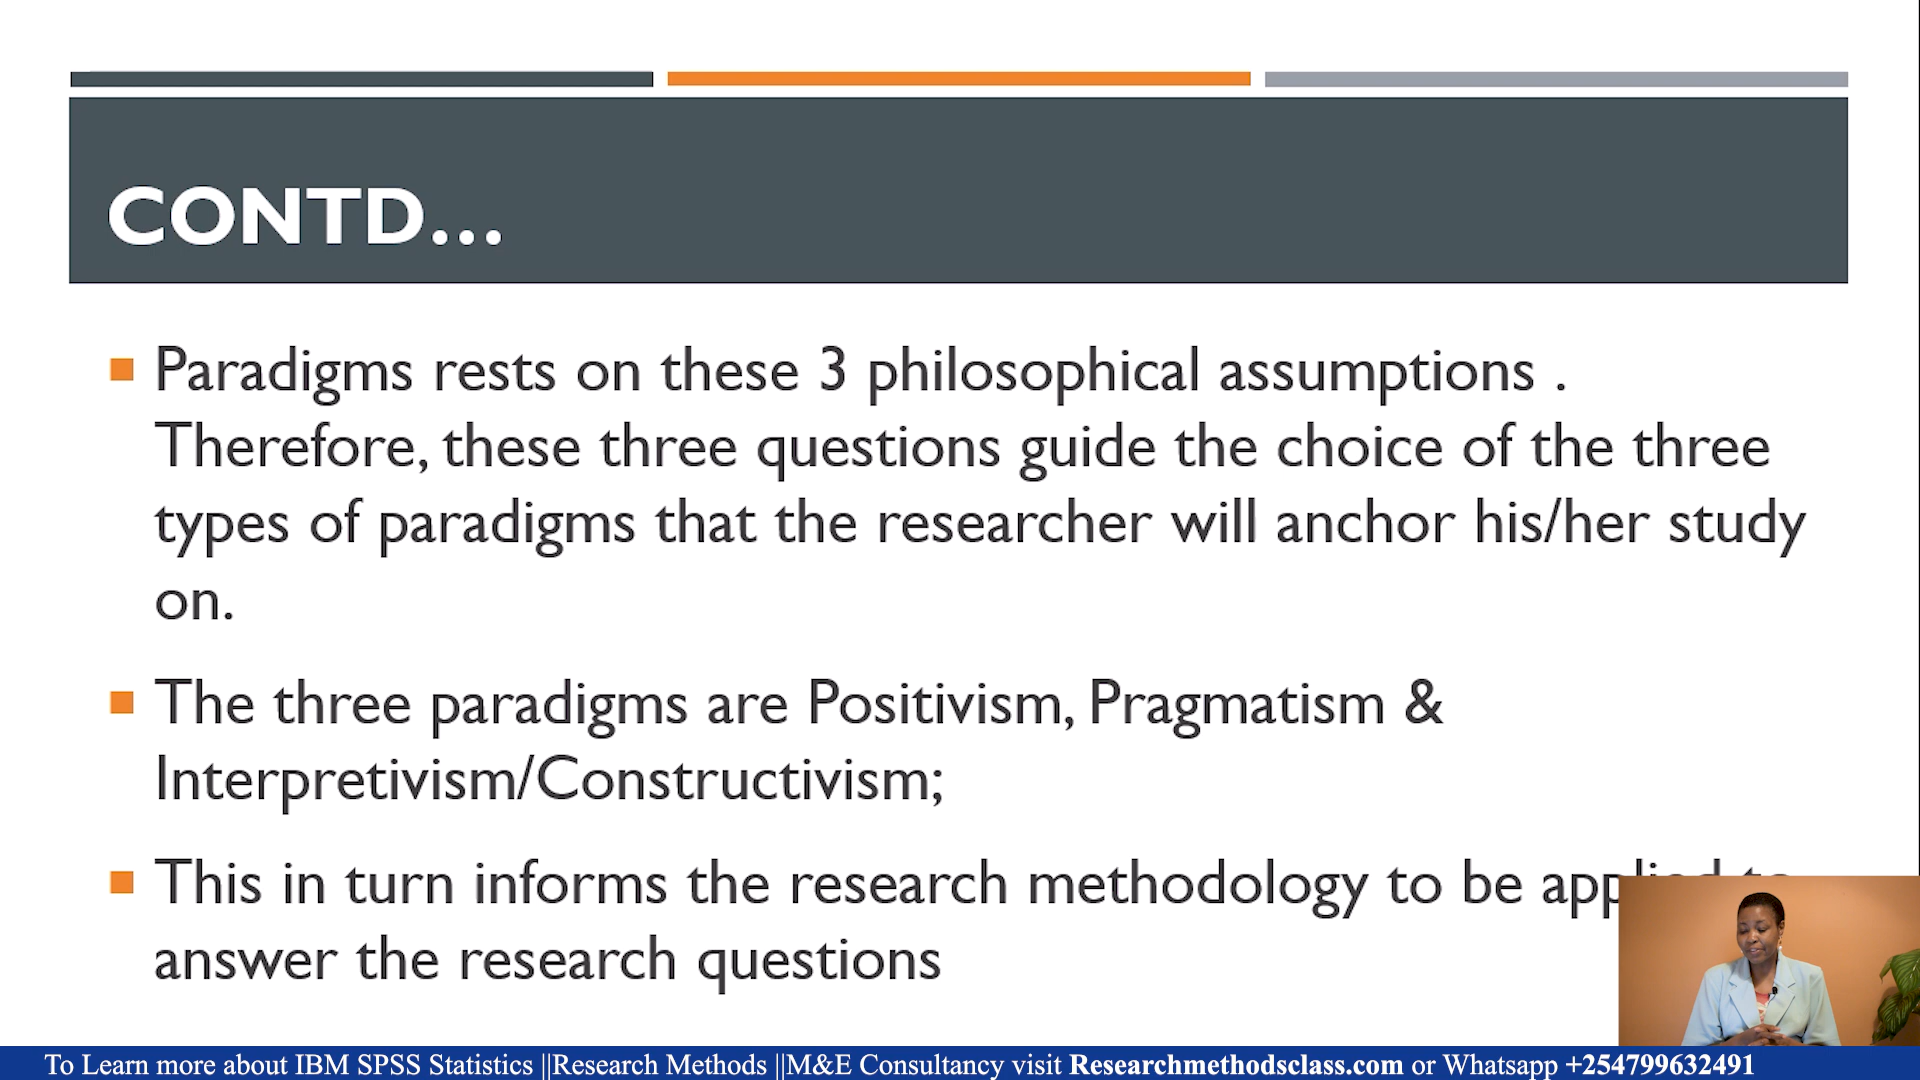 CONTD...
Paradigms rests on these 3 philosophical assumptions .
Therefore, these three questions guide the choice of the three
types of paradigms that the researcher will anchor his/her study
on.
The three paradigms are Positivism, Pragmatism &
Interpretivism/Constructivism;
This in turn informs the research methodology to be applied to
answer the research questions
To Learn more about IBM SPSS Statistics ||Research Methods ||M&E Consultancy visit Researchmethodsclass.com or Whatsapp +254799632491